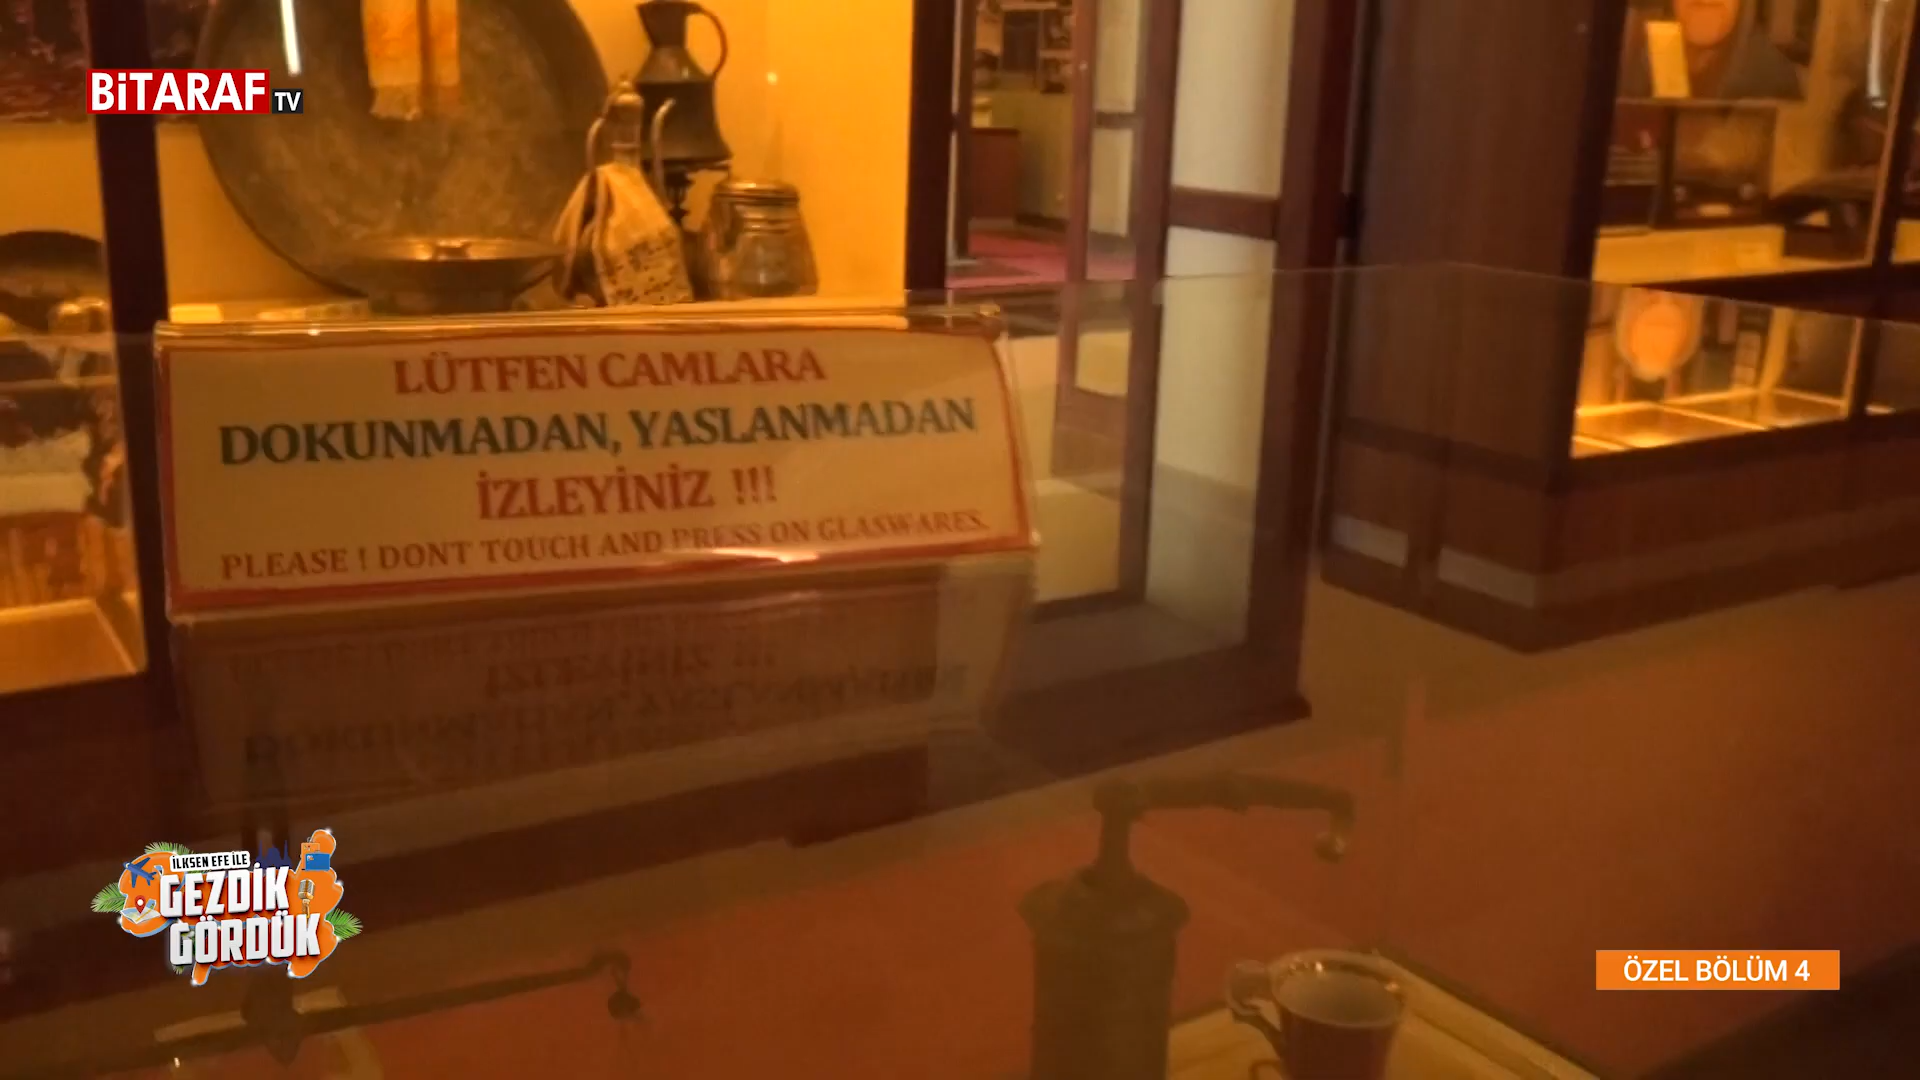 BiTARAF TV
LÜTFEN CAMLARA
DOKUNMADAN, YASLANMADAN
İZLEYİNİZ !!!
PLEASE ! DONT TOUCH AND PRESS ON GLASWARES.
İLKSEN EFE İLE
GEZDİK
GÖRDÜK
ÖZEL BÖLÜM 4